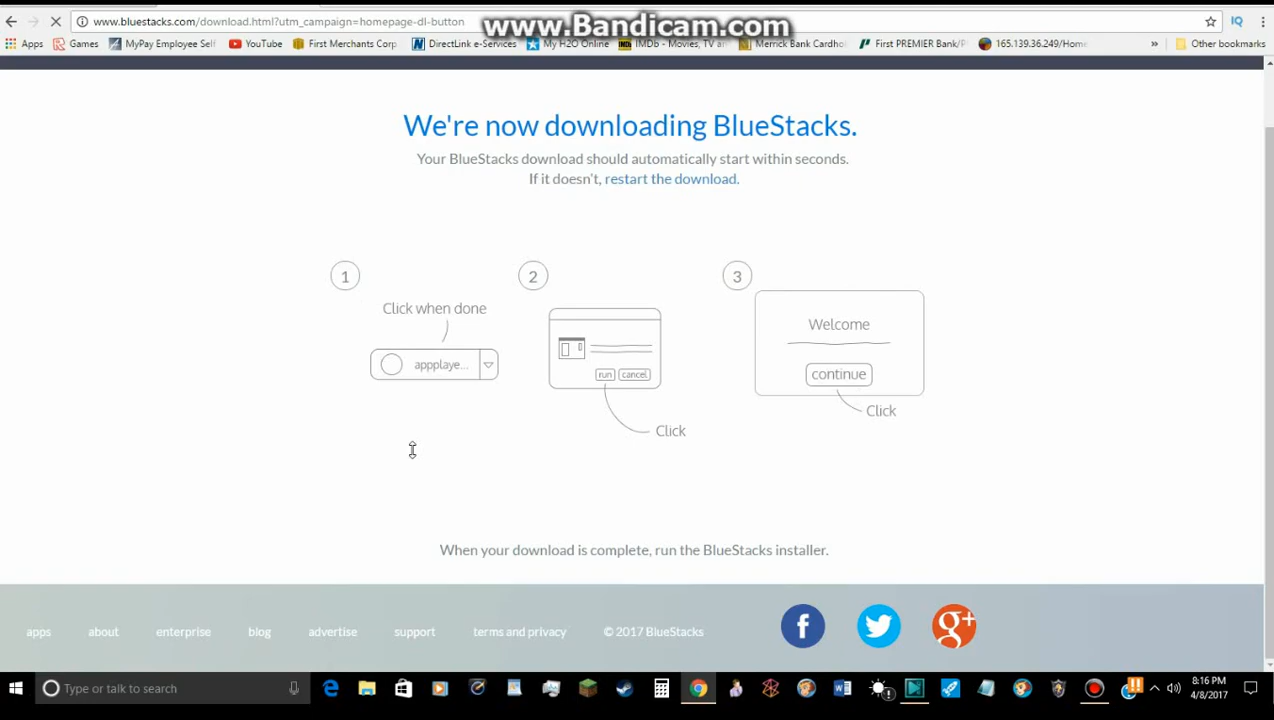 www.Bandicam.com
www.bluestacks.com/download.html?utm_campaign=homepage-dl-button
Apps Games MyPay Employee Self YouTube First Merchants Corp DirectLink e-Services My H2O Online IMDb - Movies, TV an Merrick Bank Cardho First PREMIER Bank/P 165.139.36.249/Home » Other bookmarks
We're now downloading BlueStacks.
Your BlueStacks download should automatically start within seconds.
If it doesn't, restart the download.
1 2 3
Click when done
appplaye...
run cancel
Click
Welcome
continue
Click
When your download is complete, run the BlueStacks installer.
apps about enterprise blog advertise support terms and privacy © 2017 BlueStacks
Type or talk to search
8:16 PM
4/8/2017